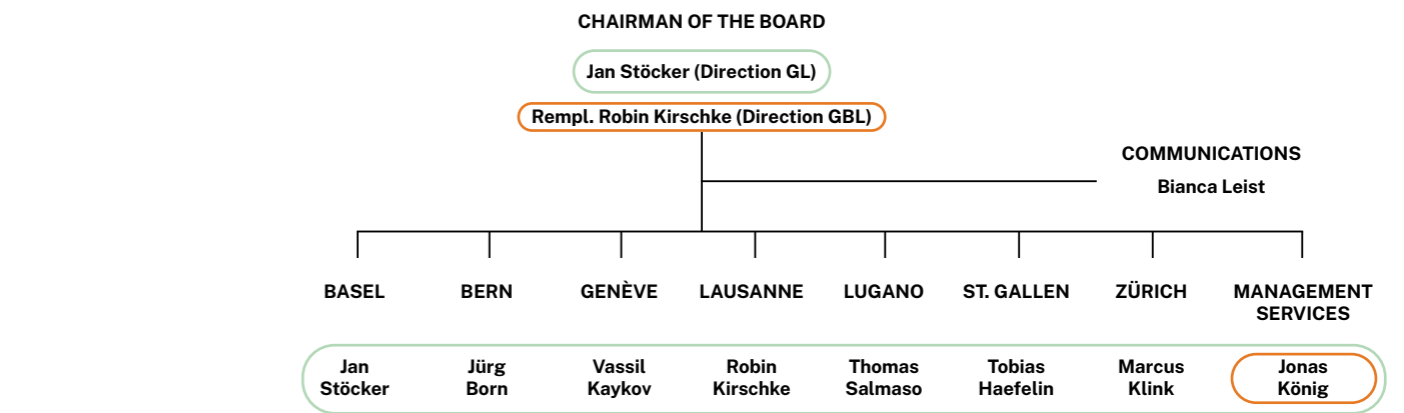 CHAIRMAN OF THE BOARD
Jan Stöcker (Direction GL)
Rempl. Robin Kirschke (Direction GBL)
COMMUNICATIONS
Bianca Leist
BASEL
BERN
GENÈVE
LAUSANNE
LUGANO
ST. GALLEN
ZÜRICH
MANAGEMENT
SERVICES
Jan
Stöcker
Jürg
Born
Vassil
Kaykov
Robin
Kirschke
Thomas
Salmaso
Tobias
Haefelin
Marcus
Klink
Jonas
König